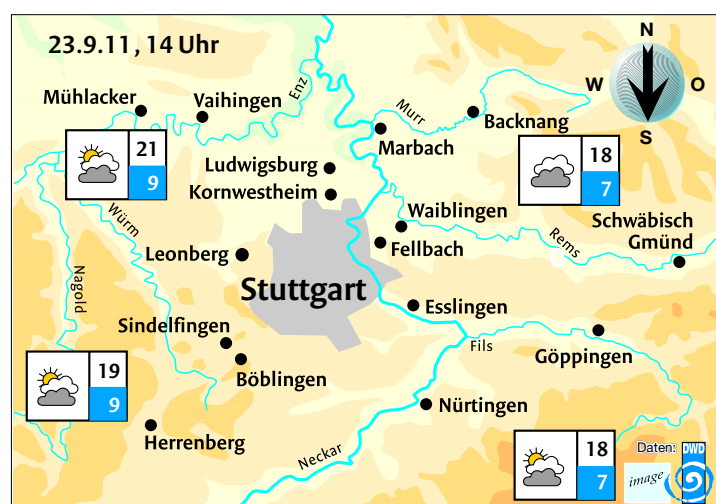 23.9.11, 14 Uhr
N
W
O
S
Mühlacker
Vaihingen
Enz
Murr
Backnang
Marbach
21
9
18
7
Ludwigsburg
Kornwestheim
Waiblingen
Schwäbisch
Gmünd
Rems
Würm
Fellbach
Leonberg
Nagold
Stuttgart
Esslingen
Sindelfingen
Fils
Göppingen
Böblingen
19
9
Nürtingen
Herrenberg
Neckar
18
7
Daten: DWD
image